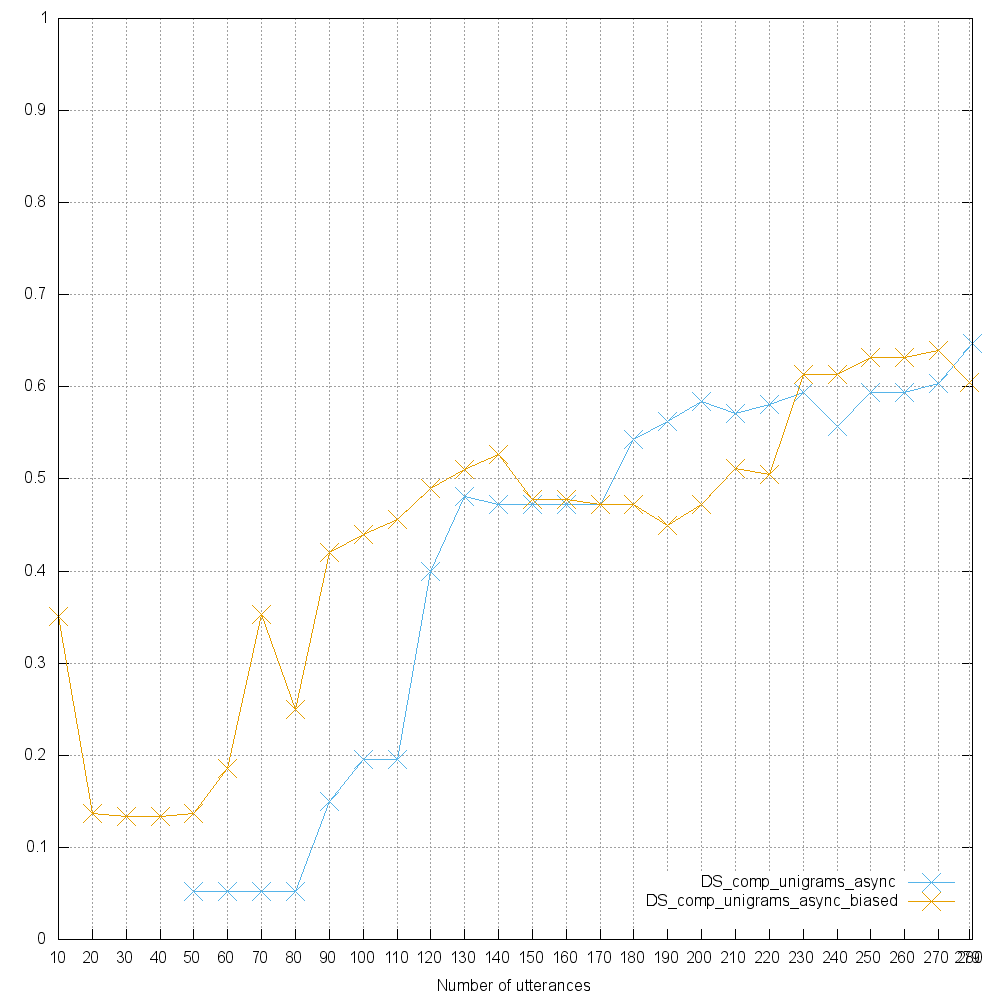 1
0.9
0.8
0.7
0.6
0.5
0.4
0.3
0.2
0.1
0
DS_comp_unigrams_async
DS_comp_unigrams_async_biased
10 20 30 40 50 60 70 80 90 100 110 120 130 140 150 160 170 180 190 200 210 220 230 240 250 260 270 279 280
Number of utterances